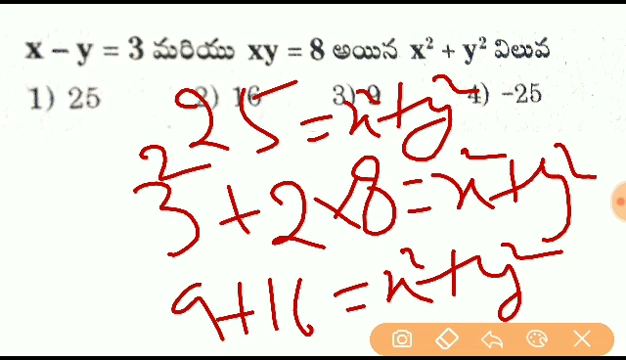 x – y = 3 మరియు xy = 8 అయిన x² + y² విలువ
1) 25 2) 16 3) 9 4) -25
25 = x² + y²
3² + 2 × 8 = x² + y²
9 + 16 = x² + y²